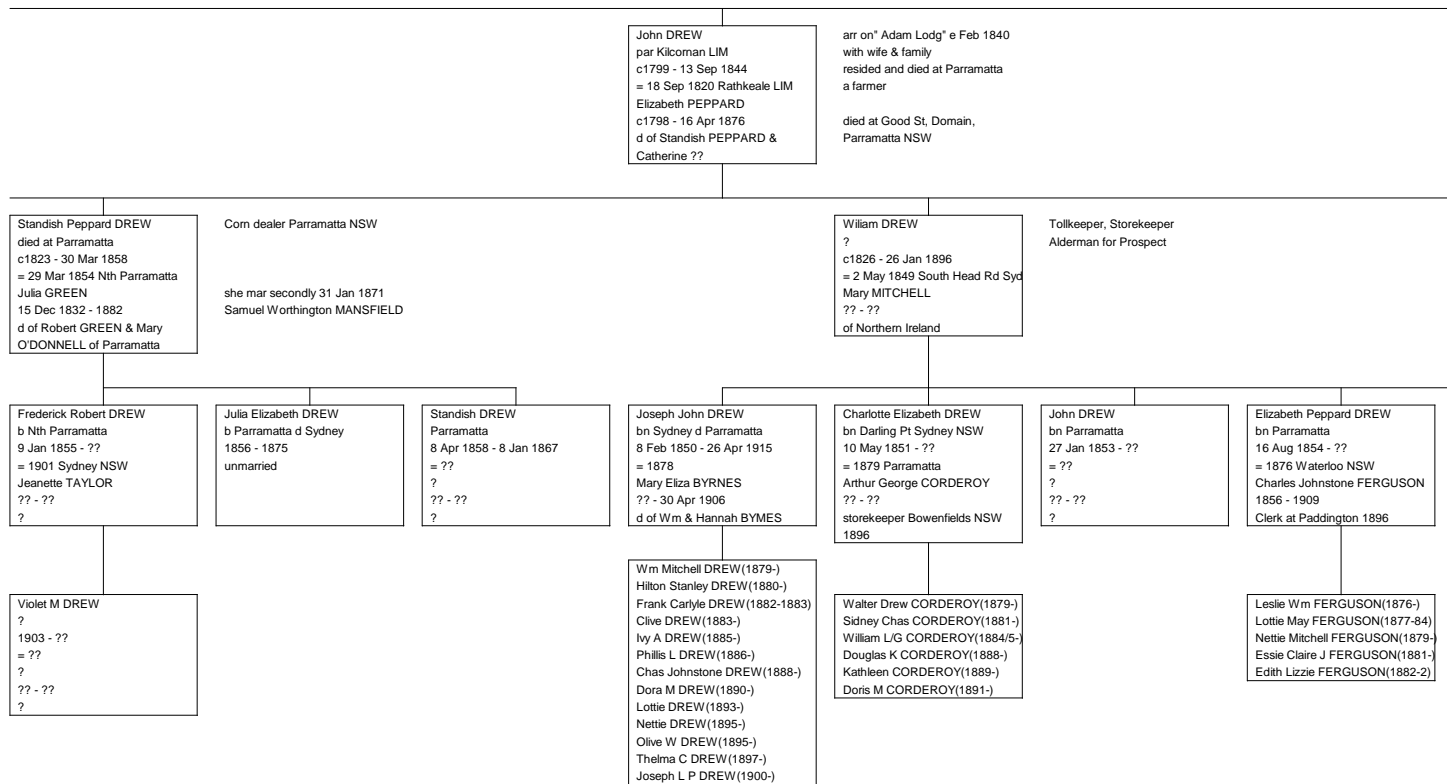 John DREW
par Kilcornan LIM
c1799 - 13 Sep 1844
= 18 Sep 1820 Rathkeale LIM
Elizabeth PEPPARD
c1798 - 16 Apr 1876
d of Standish PEPPARD &
Catherine ??
arr on" Adam Lodg" e Feb 1840
with wife & family
resided and died at Parramatta
a farmer
died at Good St, Domain,
Parramatta NSW
Standish Peppard DREW
died at Parramatta
c1823 - 30 Mar 1858
= 29 Mar 1854 Nth Parramatta
Julia GREEN
15 Dec 1832 - 1882
d of Robert GREEN & Mary
O'DONNELL of Parramatta
Corn dealer Parramatta NSW
she mar secondly 31 Jan 1871
Samuel Worthington MANSFIELD
Wiliam DREW
?
c1826 - 26 Jan 1896
= 2 May 1849 South Head Rd Syd
Mary MITCHELL
?? - ??
of Northern Ireland
Tollkeeper, Storekeeper
Alderman for Prospect
Frederick Robert DREW
b Nth Parramatta
9 Jan 1855 - ??
= 1901 Sydney NSW
Jeanette TAYLOR
?? - ??
?
Julia Elizabeth DREW
b Parramatta d Sydney
1856 - 1875
unmarried
Standish DREW
Parramatta
8 Apr 1858 - 8 Jan 1867
= ??
?
?? - ??
?
Joseph John DREW
bn Sydney d Parramatta
8 Feb 1850 - 26 Apr 1915
= 1878
Mary Eliza BYRNES
?? - 30 Apr 1906
d of Wm & Hannah BYMES
Charlotte Elizabeth DREW
bn Darling Pt Sydney NSW
10 May 1851 - ??
= 1879 Parramatta
Arthur George CORDEROY
?? - ??
storekeeper Bowenfields NSW
1896
John DREW
bn Parramatta
27 Jan 1853 - ??
= ??
?
?? - ??
?
Elizabeth Peppard DREW
bn Parramatta
16 Aug 1854 - ??
= 1876 Waterloo NSW
Charles Johnstone FERGUSON
1856 - 1909
Clerk at Paddington 1896
Violet M DREW
?
1903 - ??
= ??
?
?? - ??
?
Wm Mitchell DREW(1879-)
Hilton Stanley DREW(1880-)
Frank Carlyle DREW(1882-1883)
Clive DREW(1883-)
Ivy A DREW(1885-)
Phillis L DREW(1886-)
Chas Johnstone DREW(1888-)
Dora M DREW(1890-)
Lottie DREW(1893-)
Nettie DREW(1895-)
Olive W DREW(1895-)
Thelma C DREW(1897-)
Joseph L P DREW(1900-)
Walter Drew CORDEROY(1879-)
Sidney Chas CORDEROY(1881-)
William L/G CORDEROY(1884/5-)
Douglas K CORDEROY(1888-)
Kathleen CORDEROY(1889-)
Doris M CORDEROY(1891-)
Leslie Wm FERGUSON(1876-)
Lottie May FERGUSON(1877-84)
Nettie Mitchell FERGUSON(1879-)
Essie Claire J FERGUSON(1881-)
Edith Lizzie FERGUSON(1882-2)